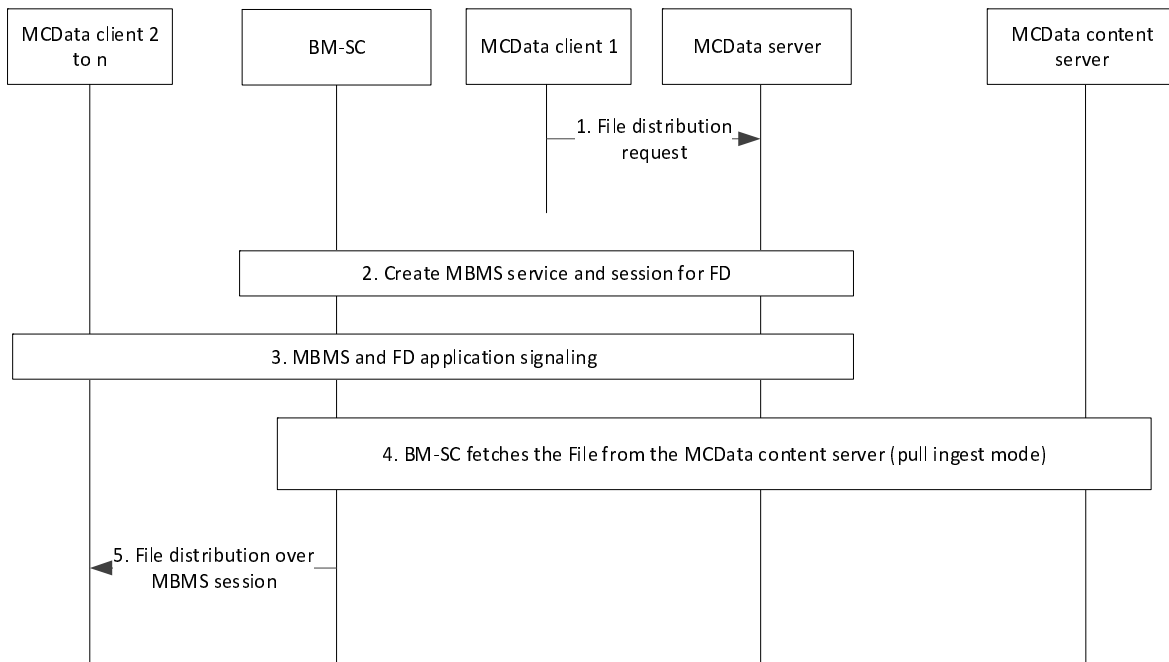 MCData client 2
to n
BM-SC
MCData client 1
MCData server
MCData content
server
1. File distribution
request
2. Create MBMS service and session for FD
3. MBMS and FD application signaling
4. BM-SC fetches the File from the MCData content server (pull ingest mode)
5. File distribution over
MBMS session